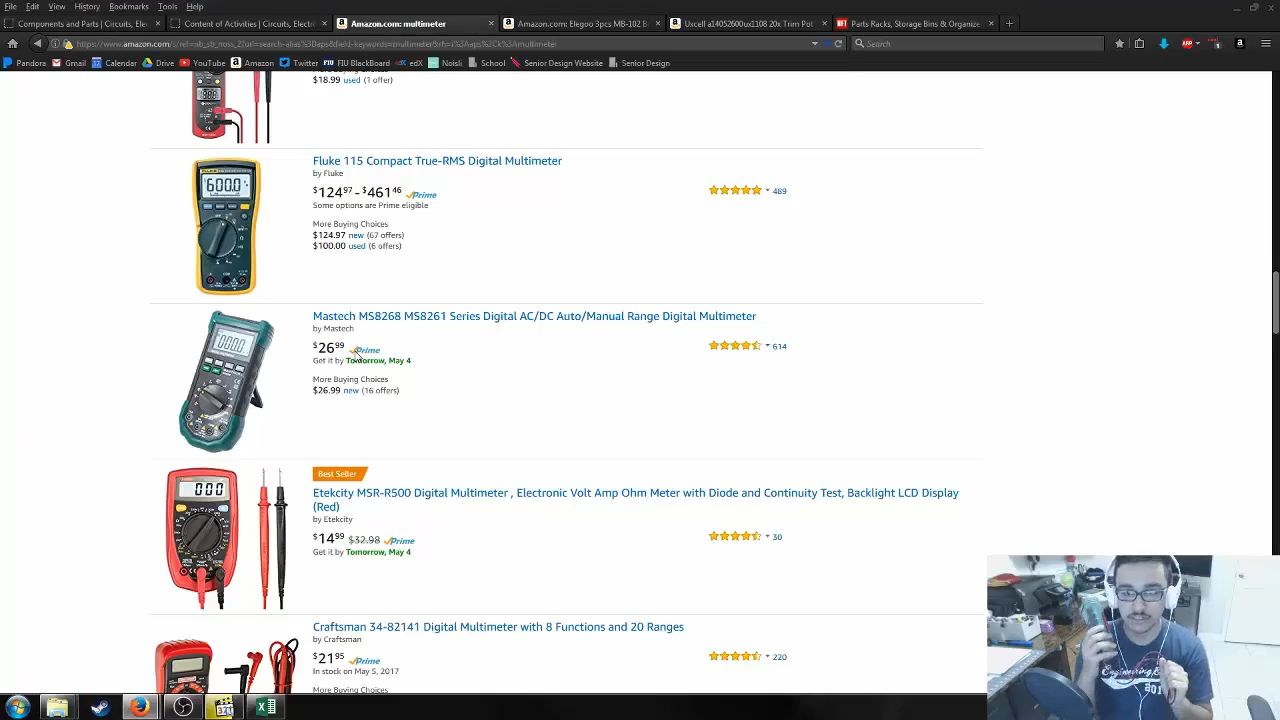 File Edit View History Bookmarks Tools Help
Components and Parts | Circuits, Elec
Content of Activities | Circuits, Electri
Amazon.com: multimeter
Amazon.com: Elegoo 3pcs MB-102 B
Uxcell a14052600ux1108 20x Trim Pot
Parts Racks, Storage Bins & Organize
Search
Pandora Gmail Calendar Drive YouTube Amazon Twitter FIU BlackBoard edX Noisli School Senior Design Website Senior Design
$18.99 used (1 offer)
Fluke 115 Compact True-RMS Digital Multimeter
by Fluke
$124.97 - $461.46 Prime
Some options are Prime eligible
489
More Buying Choices
$124.97 new (67 offers)
$100.00 used (6 offers)
Mastech MS8268 MS8261 Series Digital AC/DC Auto/Manual Range Digital Multimeter
by Mastech
$26.99 Prime
614
Get it by Tomorrow, May 4
More Buying Choices
$26.99 new (16 offers)
Best Seller
Etekcity MSR-R500 Digital Multimeter , Electronic Volt Amp Ohm Meter with Diode and Continuity Test, Backlight LCD Display
(Red)
by Etekcity
$14.99 $32.98 Prime
30
Get it by Tomorrow, May 4
Craftsman 34-82141 Digital Multimeter with 8 Functions and 20 Ranges
by Craftsman
$21.95 Prime
220
In stock on May 5, 2017
More Buying Choices